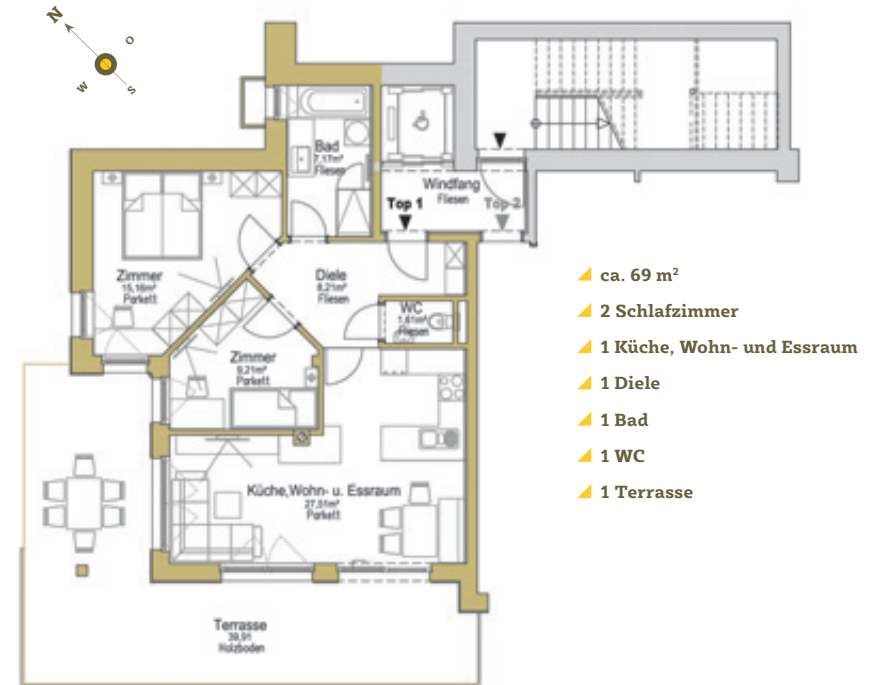 N
O
W
S
Bad
7,17m²
Fliesen
Windfang
Fliesen
Top 1
Top 2
Zimmer
15,16m²
Parkett
Diele
8,21m²
Fliesen
WC
1,61m²
Fliesen
Zimmer
9,21m²
Parkett
Küche,Wohn- u. Essraum
27,51m²
Parkett
Terrasse
39,91
Holzboden
ca. 69 m²
2 Schlafzimmer
1 Küche, Wohn- und Essraum
1 Diele
1 Bad
1 WC
1 Terrasse